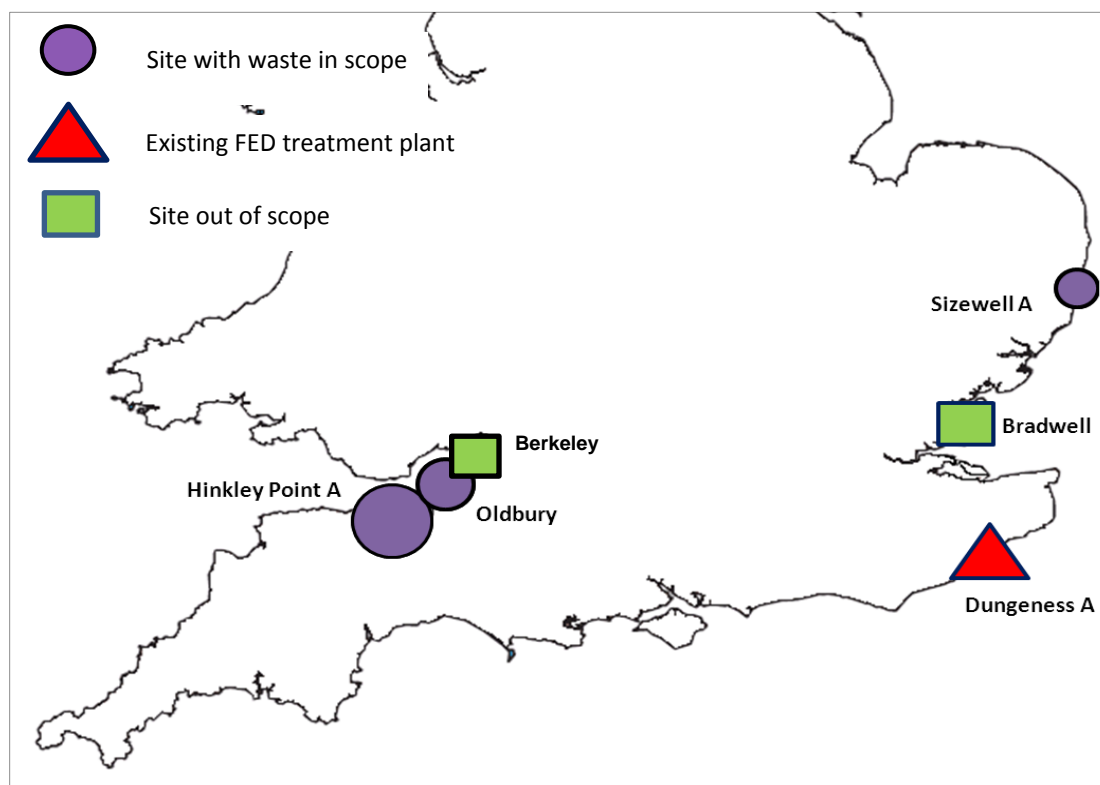 Site with waste in scope
Existing FED treatment plant
Site out of scope
Sizewell A
Bradwell
Berkeley
Hinkley Point A
Oldbury
Dungeness A